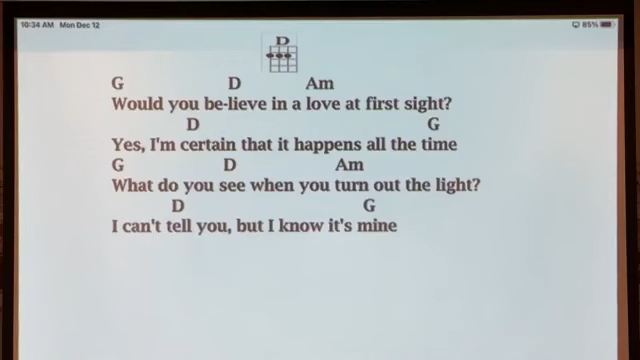 10:34 AM Mon Dec 12
85%
D
G D Am
Would you be-lieve in a love at first sight?
D G
Yes, I'm certain that it happens all the time
G D Am
What do you see when you turn out the light?
D G
I can't tell you, but I know it's mine